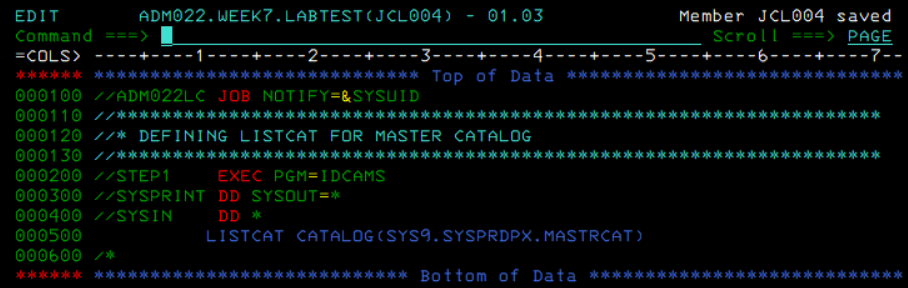 EDIT       ADM022.WEEK7.LABTEST(JCL004) - 01.03            Member JCL004 saved
Command ===>                                                  Scroll ===> PAGE
=COLS> ----+----1----+----2----+----3----+----4----+----5----+----6----+----7--
****** ***************************** Top of Data ******************************
000100 //ADM022LC JOB NOTIFY=&SYSUID
000110 //********************************************************************
000120 //* DEFINING LISTCAT FOR MASTER CATALOG
000130 //********************************************************************
000200 //STEP1    EXEC PGM=IDCAMS
000300 //SYSPRINT DD SYSOUT=*
000400 //SYSIN    DD *
000500           LISTCAT CATALOG(SYS9.SYSPRDPX.MASTRCAT)
000600 /*
****** **************************** Bottom of Data ****************************